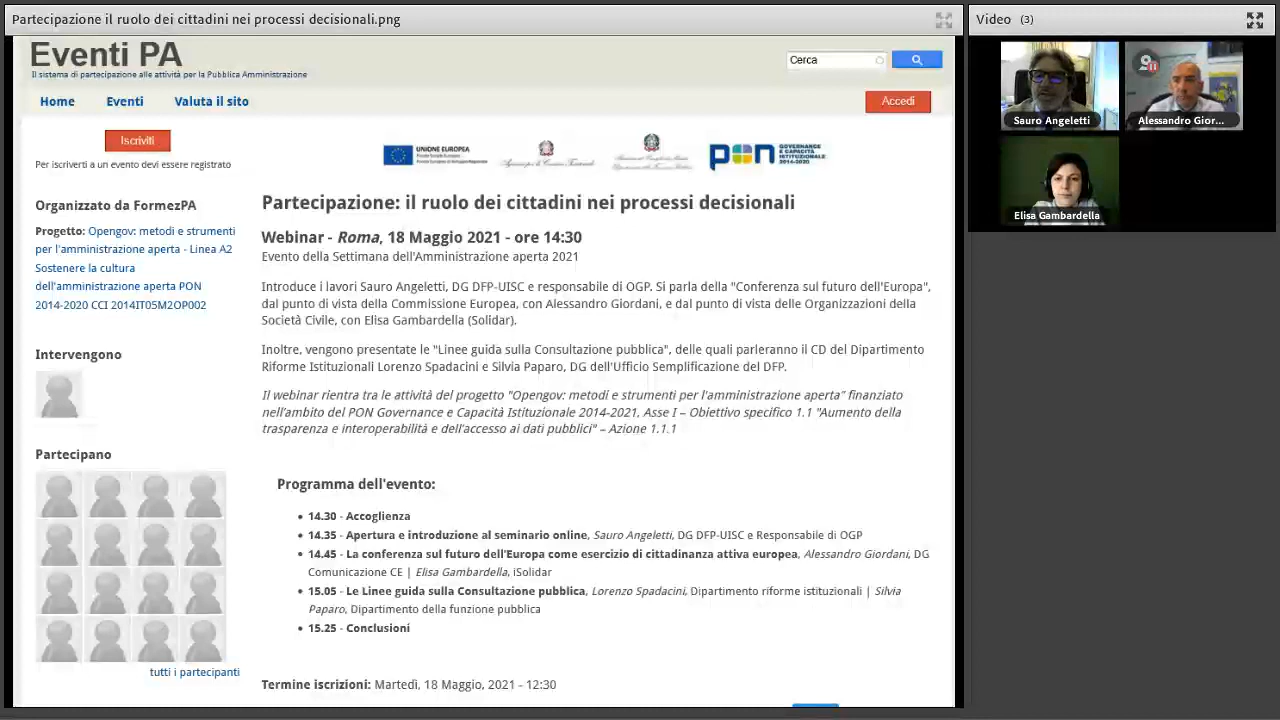 Partecipazione il ruolo dei cittadini nei processi decisionali.png
Video (3)
Eventi PA
Il sistema di partecipazione alle attività per la Pubblica Amministrazione
Cerca
Home Eventi Valuta il sito
Accedi
Iscriviti
Per iscriverti a un evento devi essere registrato
UNIONE EUROPEA
pon GOVERNANCE E CAPACITÀ ISTITUZIONALE 2014-2020
Organizzato da FormezPA
Progetto: Opengov: metodi e strumenti
per l'amministrazione aperta - Linea A2
Sostenere la cultura
dell'amministrazione aperta PON
2014-2020 CCI 2014IT05M2OP002
Intervengono
Partecipano
tutti i partecipanti
Partecipazione: il ruolo dei cittadini nei processi decisionali
Webinar - Roma, 18 Maggio 2021 - ore 14:30
Evento della Settimana dell'Amministrazione aperta 2021
Introduce i lavori Sauro Angeletti, DG DFP-UISC e responsabile di OGP. Si parla della "Conferenza sul futuro dell'Europa",
dal punto di vista della Commissione Europea, con Alessandro Giordani, e dal punto di vista delle Organizzazioni della
Società Civile, con Elisa Gambardella (Solidar).
Inoltre, vengono presentate le "Linee guida sulla Consultazione pubblica", delle quali parleranno il CD del Dipartimento
Riforme Istituzionali Lorenzo Spadacini e Silvia Paparo, DG dell'Ufficio Semplificazione del DFP.
Il webinar rientra tra le attività del progetto "Opengov: metodi e strumenti per l'amministrazione aperta" finanziato
nell'ambito del PON Governance e Capacità Istituzionale 2014-2021, Asse I – Obiettivo specifico 1.1 "Aumento della
trasparenza e interoperabilità e dell'accesso ai dati pubblici" – Azione 1.1.1
Programma dell'evento:
• 14.30 - Accoglienza
• 14.35 - Apertura e introduzione al seminario online, Sauro Angeletti, DG DFP-UISC e Responsabile di OGP
• 14.45 - La conferenza sul futuro dell'Europa come esercizio di cittadinanza attiva europea, Alessandro Giordani, DG
Comunicazione CE | Elisa Gambardella, iSolidar
• 15.05 - Le Linee guida sulla Consultazione pubblica, Lorenzo Spadacini, Dipartimento riforme istituzionali | Silvia
Paparo, Dipartimento della funzione pubblica
• 15.25 - Conclusioni
Termine iscrizioni: Martedì, 18 Maggio, 2021 - 12:30
Sauro Angeletti
Alessandro Gior...
Elisa Gambardella